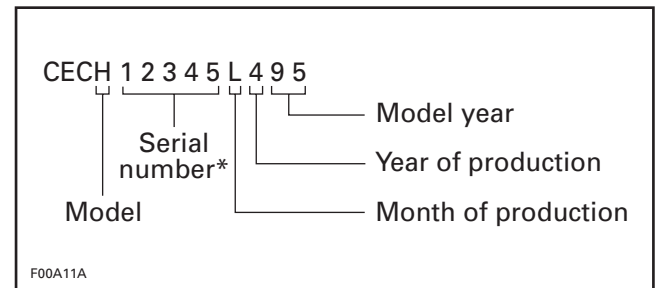 CECH 1 2 3 4 5 L 4 9 5
Model year
Serial
number*
Year of production
Model
Month of production
F00A11A